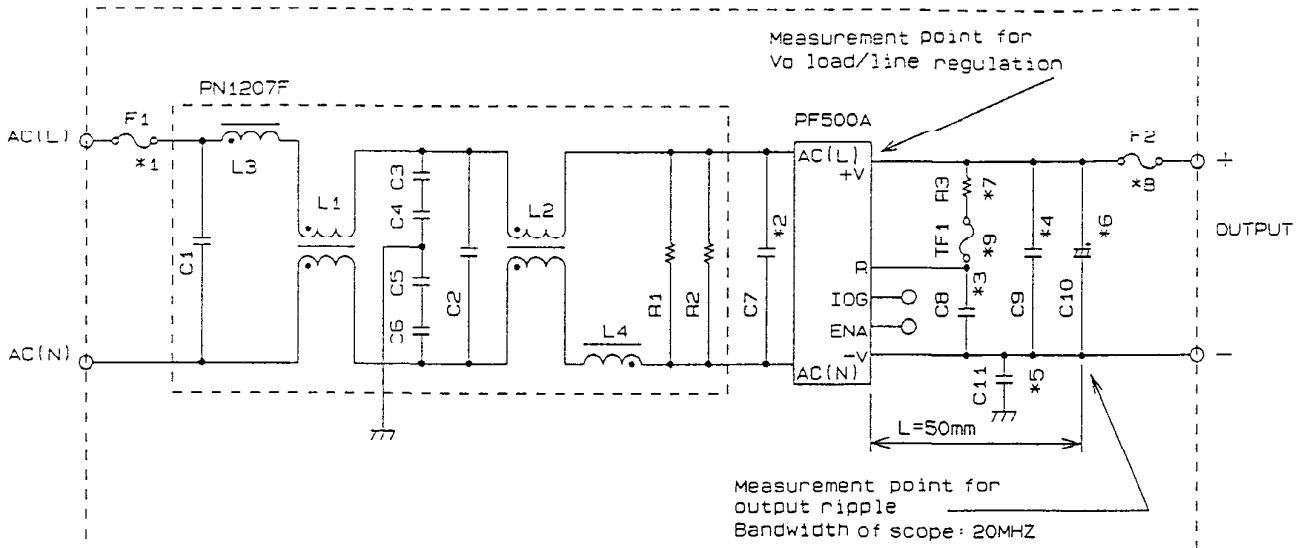 Measurement point for
Vo load/line regulation
PN1207F
F1
AC(L)
*1
L3
PF500A
AC(L)
+V
F2
+
*8
L1
C3
C4
L2
R3
*7
*4
*6
OUTPUT
C1
C5
C6
C2
R1
R2
C7
*2
TF1
*9
R
*3
IOG
ENA
C8
C9
C10
L4
AC(N)
-V
AC(N)
-
C11
*5
L=50mm
Measurement point for
output ripple
Bandwidth of scope: 20MHZ